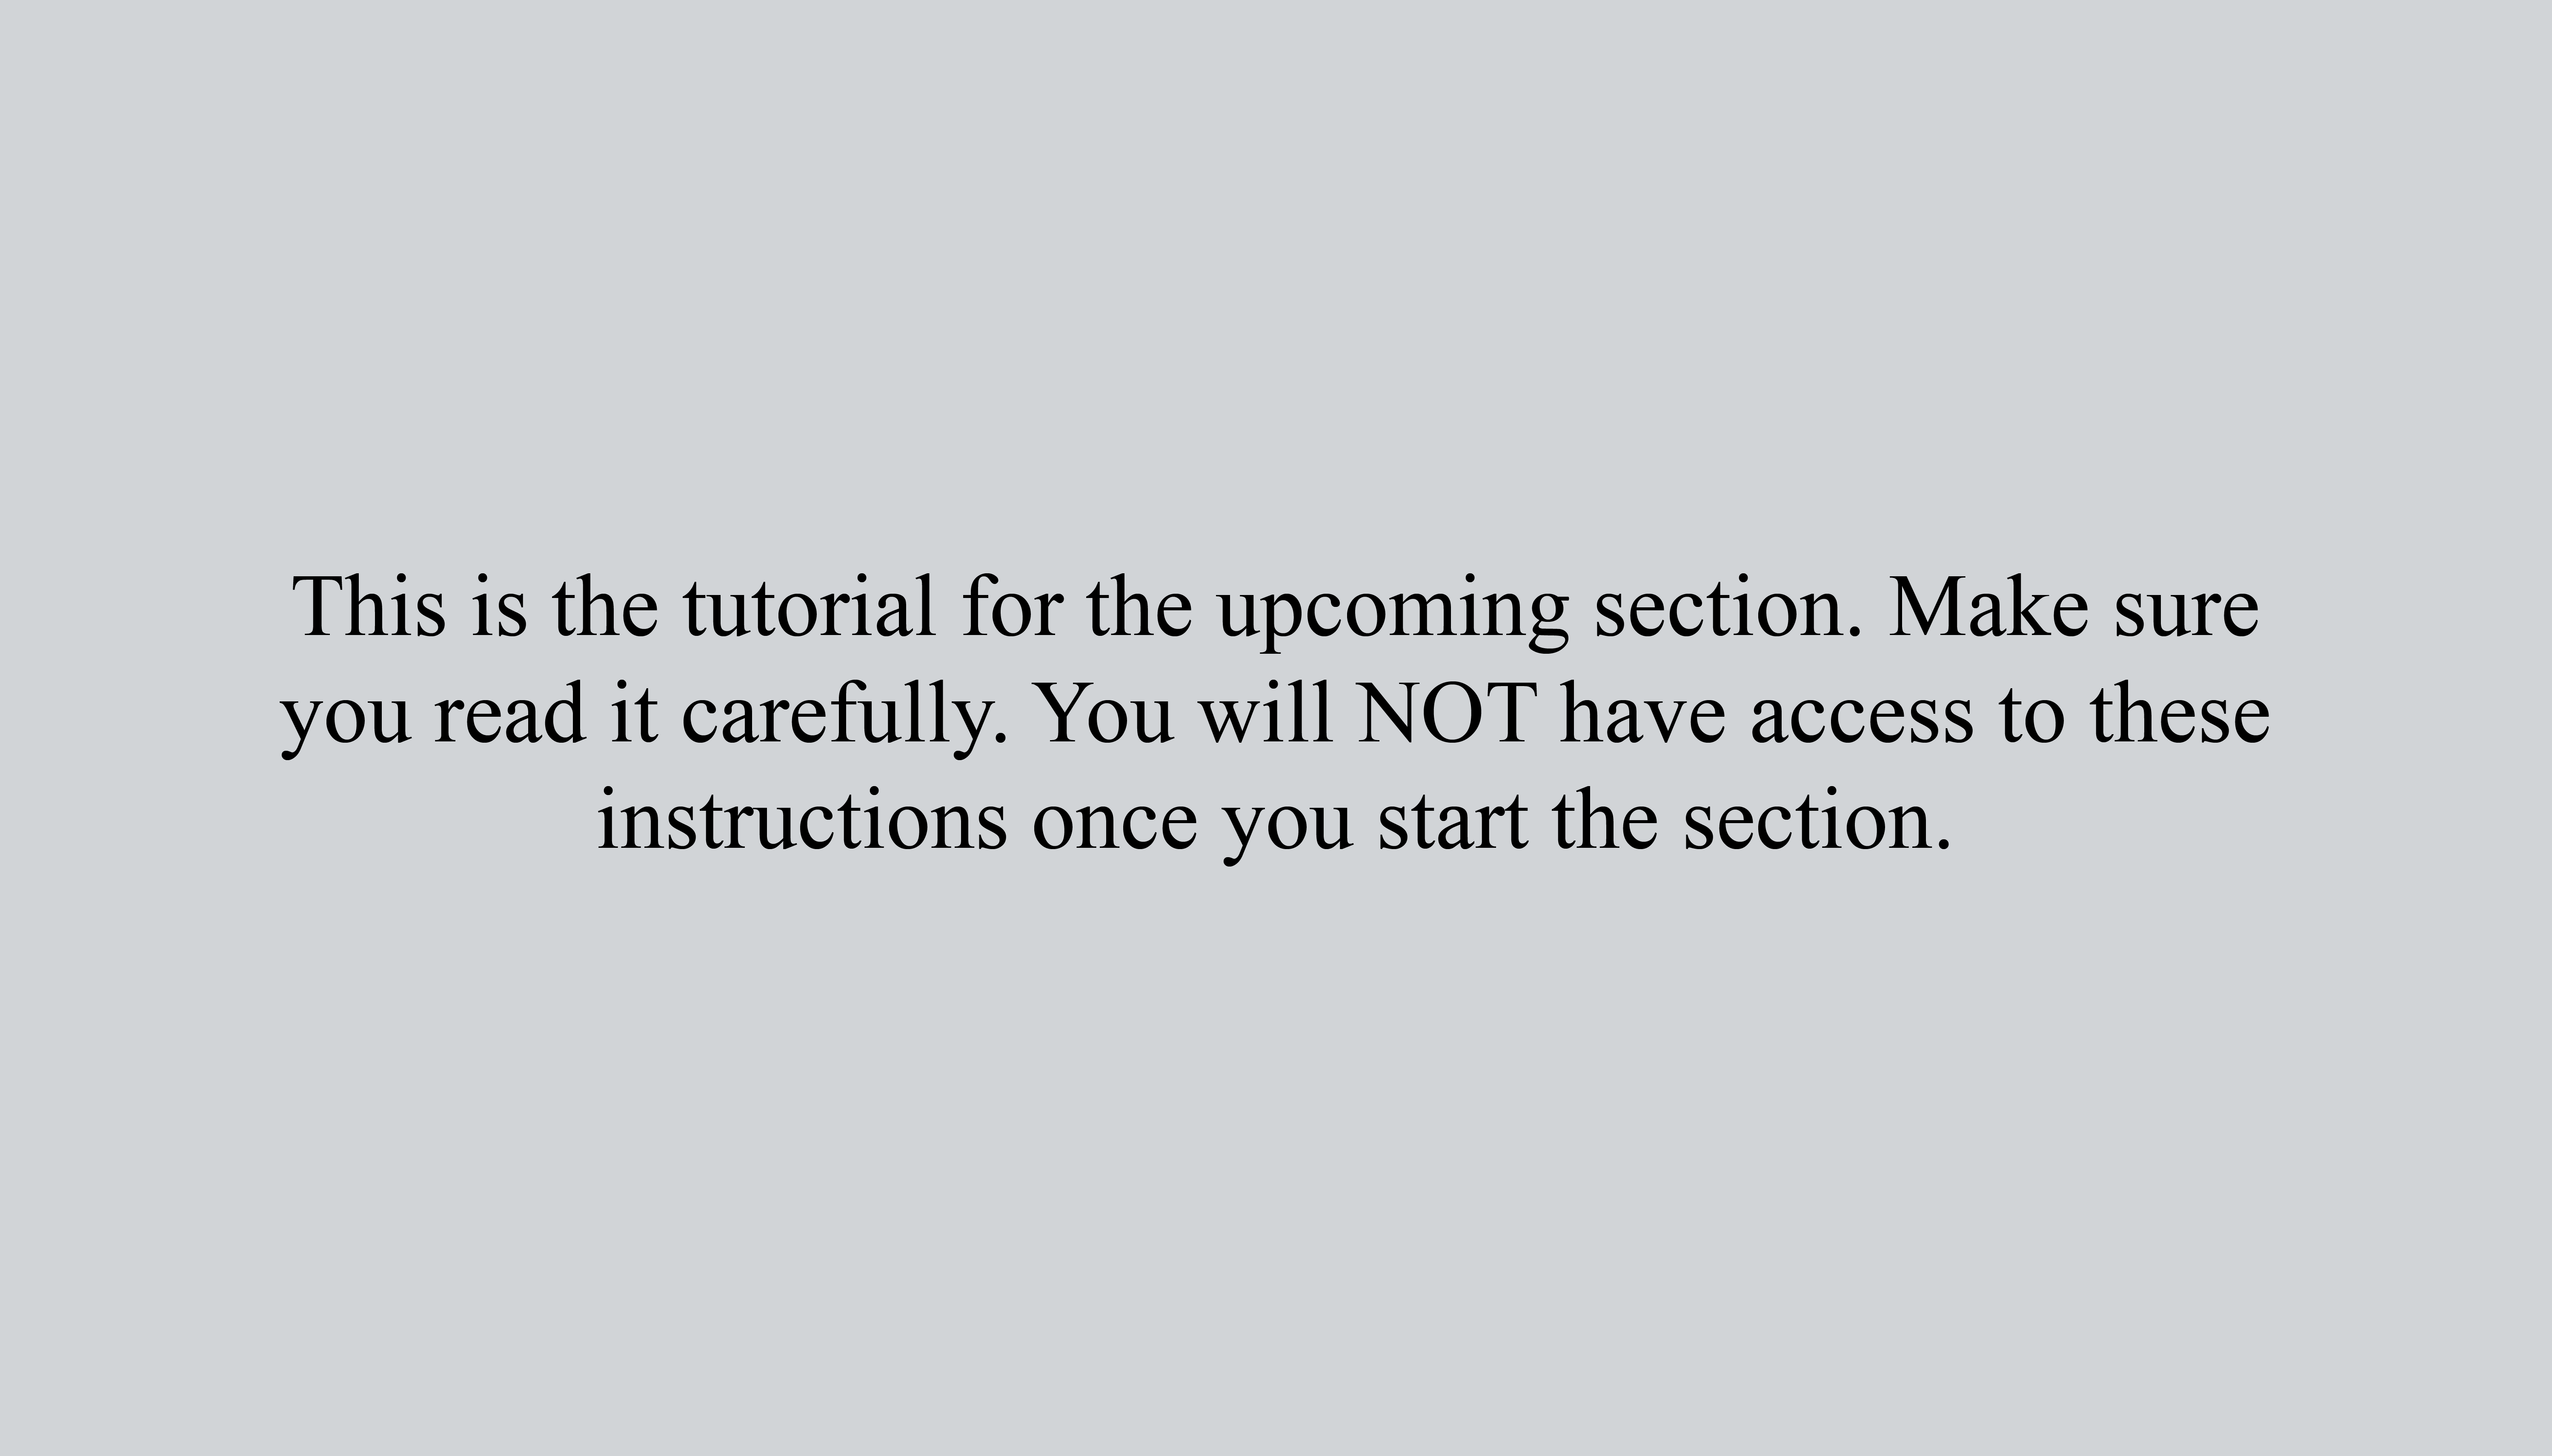 This is the tutorial for the upcoming section. Make sure
you read it carefully. You will NOT have access to these
instructions once you start the section.